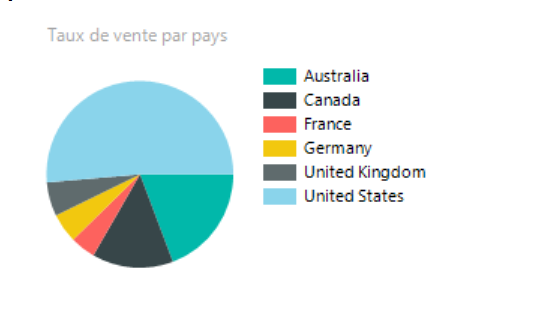 Taux de vente par pays
Australia
Canada
France
Germany
United Kingdom
United States